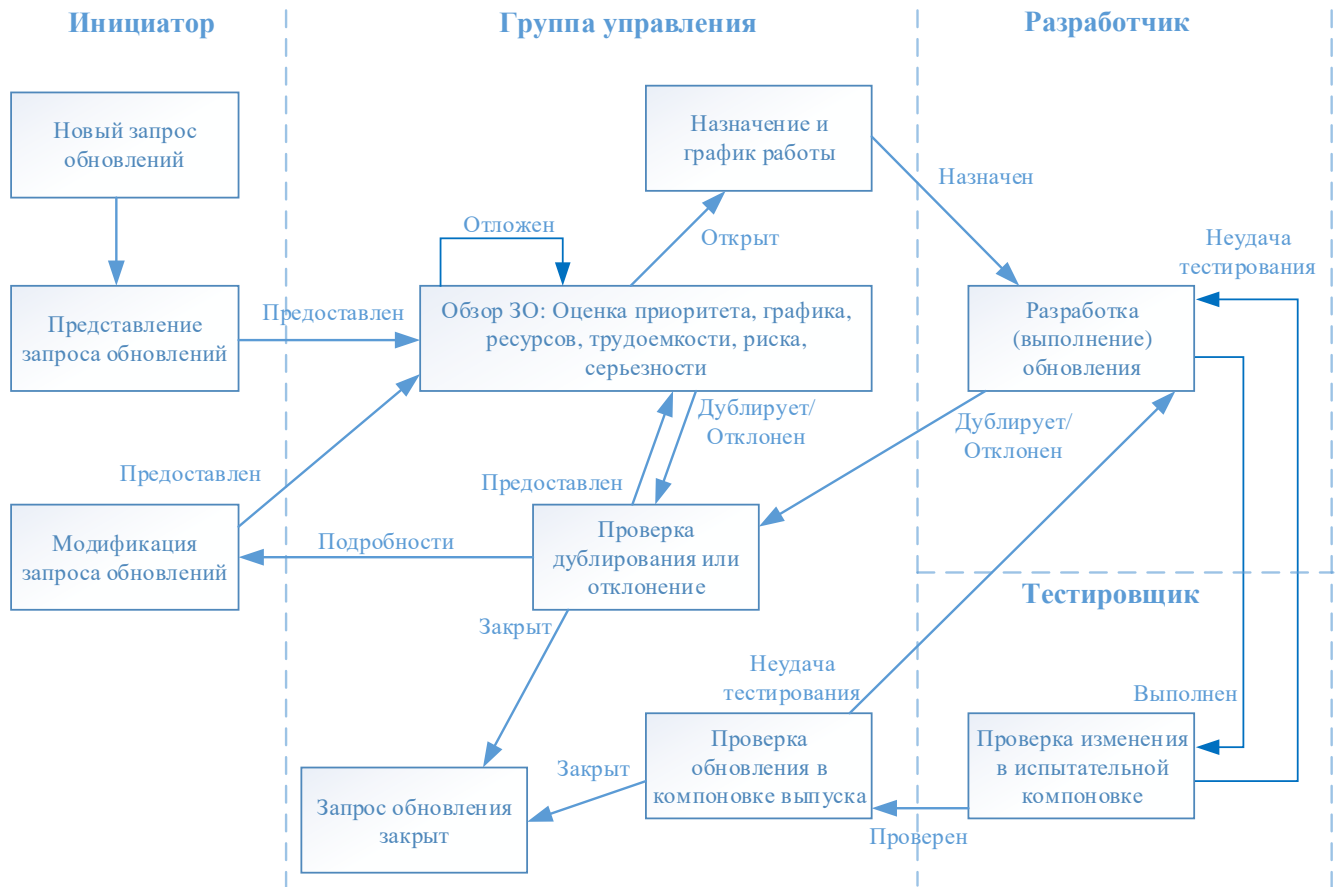 Инициатор
Группа управления
Разработчик
Новый запрос
обновлений
Назначение и
график работы
Назначен
Отложен
Открыт
Неудача
тестирования
Представление
запроса обновлений
Предоставлен
Обзор ЗО: Оценка приоритета, графика,
ресурсов, трудоемкости, риска,
серьезности
Разработка
(выполнение)
обновления
Дублирует/
Отклонен
Дублирует/
Отклонен
Предоставлен
Предоставлен
Модификация
запроса обновлений
Подробности
Проверка
дублирования или
отклонение
Тестировщик
Закрыт
Неудача
тестирования
Выполнен
Проверка
обновления в
компоновке выпуска
Проверка изменения
в испытательной
компоновке
Закрыт
Запрос обновления
закрыт
Проверен